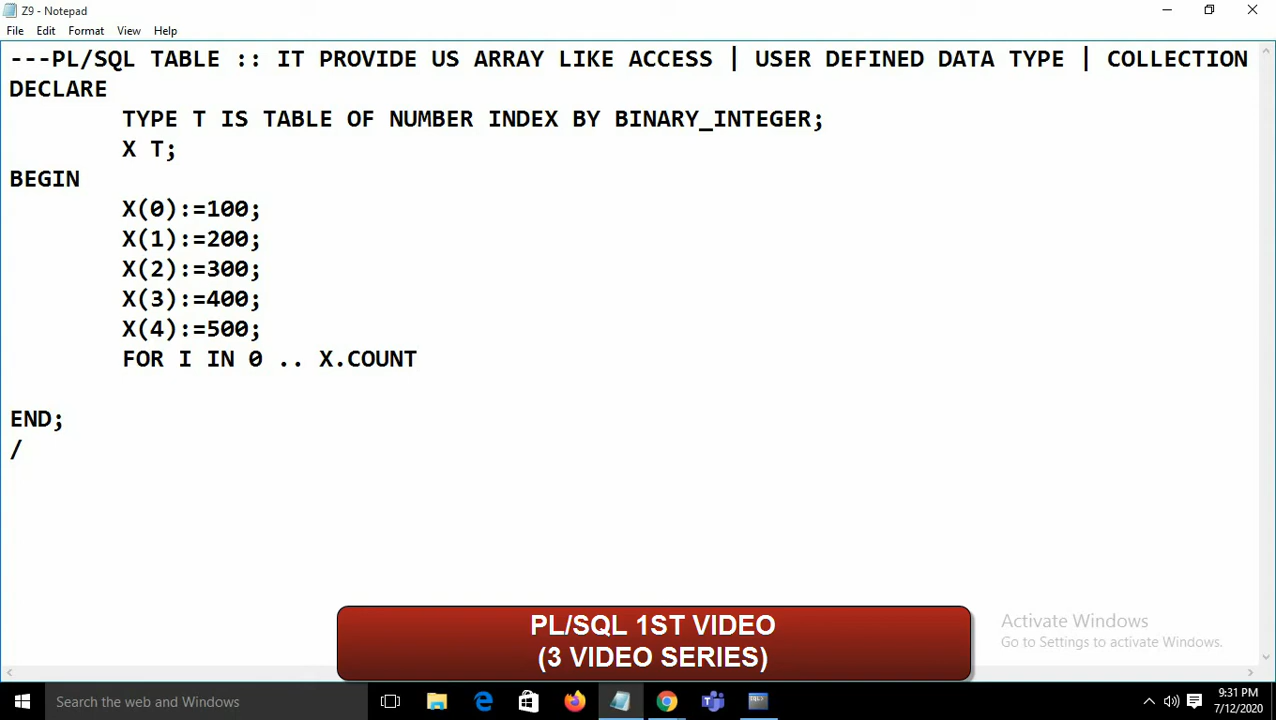 Z9 - Notepad
File Edit Format View Help
---PL/SQL TABLE :: IT PROVIDE US ARRAY LIKE ACCESS | USER DEFINED DATA TYPE | COLLECTION
DECLARE
TYPE T IS TABLE OF NUMBER INDEX BY BINARY_INTEGER;
X T;
BEGIN
X(0):=100;
X(1):=200;
X(2):=300;
X(3):=400;
X(4):=500;
FOR I IN 0 .. X.COUNT
END;
/
PL/SQL 1ST VIDEO
(3 VIDEO SERIES)
Activate Windows
Go to Settings to activate Windows.
Search the web and Windows
9:31 PM
7/12/2020